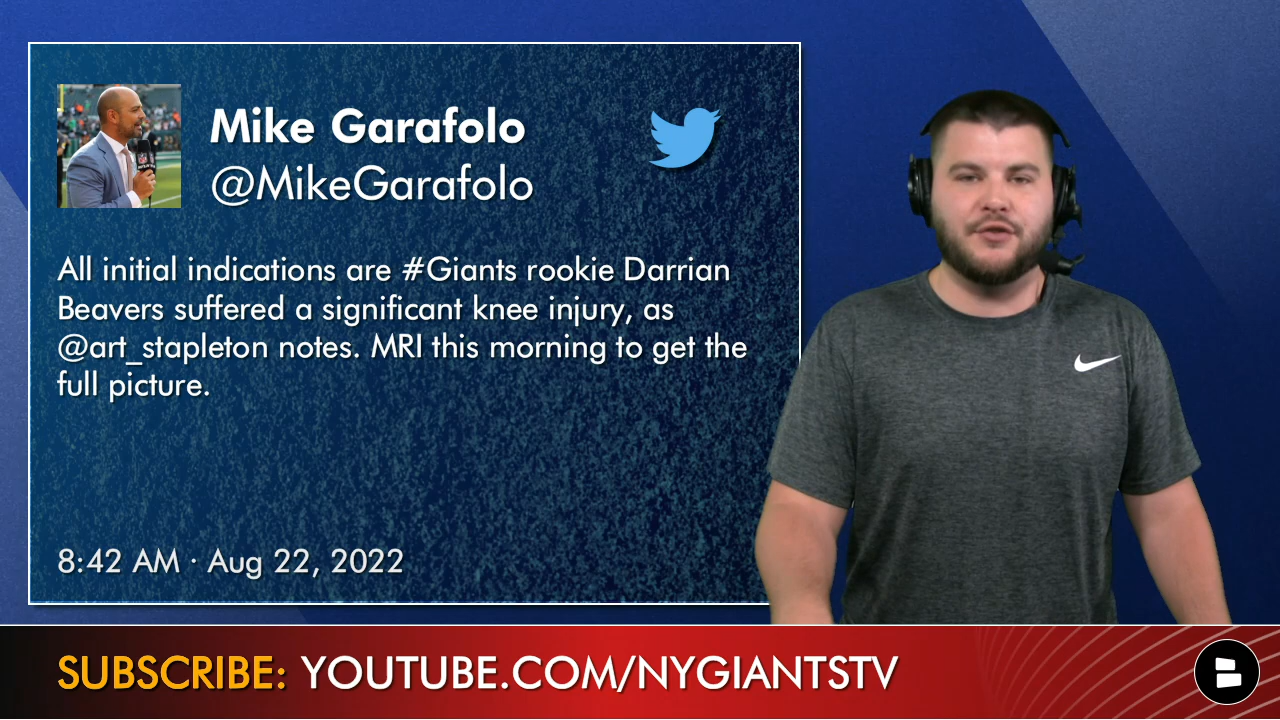 Mike Garafolo
@MikeGarafolo
All initial indications are #Giants rookie Darrian
Beavers suffered a significant knee injury, as
@art_stapleton notes. MRI this morning to get the
full picture.
8:42 AM · Aug 22, 2022
SUBSCRIBE: YOUTUBE.COM/NYGIANTSTV